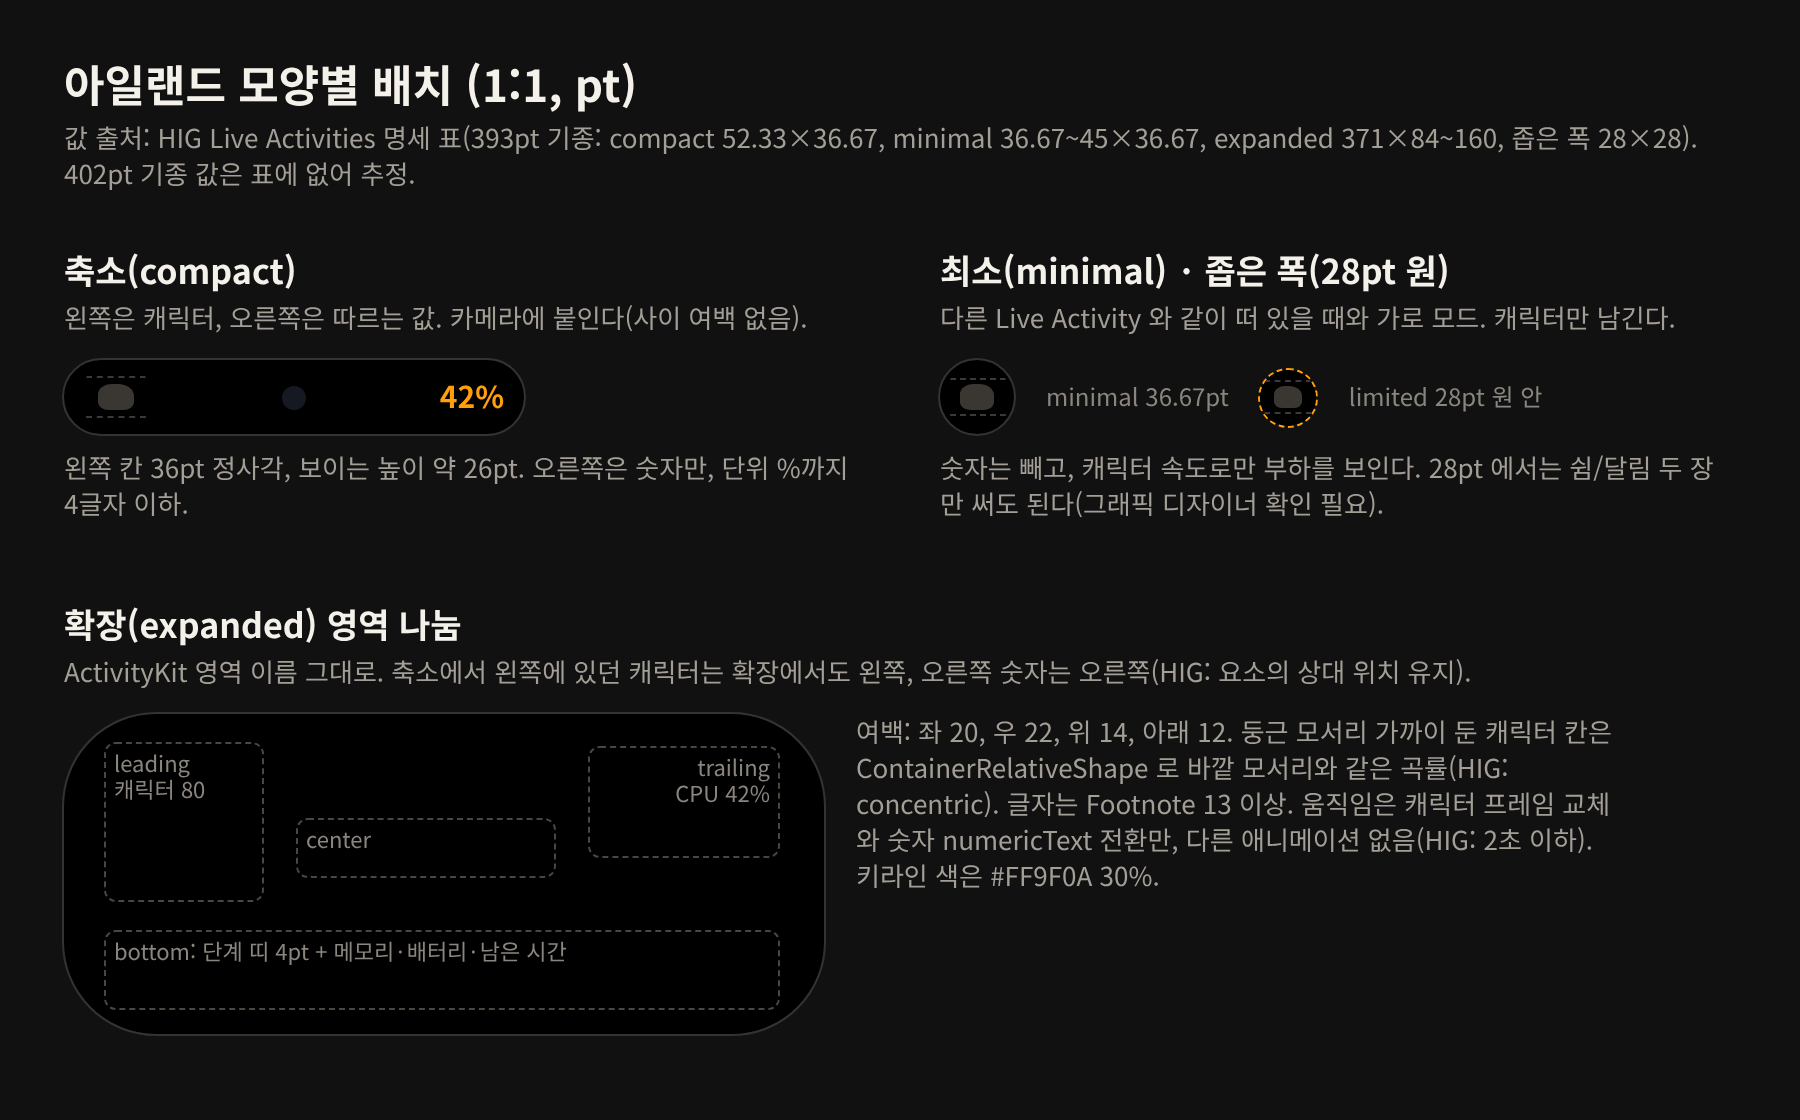 아일랜드 모양별 배치 (1:1, pt)
값 출처: HIG Live Activities 명세 표(393pt 기종: compact 52.33×36.67, minimal 36.67~45×36.67, expanded 371×84~160, 좁은 폭 28×28).
402pt 기종 값은 표에 없어 추정.
축소(compact)
왼쪽은 캐릭터, 오른쪽은 따르는 값. 카메라에 붙인다(사이 여백 없음).
42%
왼쪽 칸 36pt 정사각, 보이는 높이 약 26pt. 오른쪽은 숫자만, 단위 %까지
4글자 이하.
최소(minimal) · 좁은 폭(28pt 원)
다른 Live Activity 와 같이 떠 있을 때와 가로 모드. 캐릭터만 남긴다.
minimal 36.67pt
limited 28pt 원 안
숫자는 빼고, 캐릭터 속도로만 부하를 보인다. 28pt 에서는 쉼/달림 두 장
만 써도 된다(그래픽 디자이너 확인 필요).
확장(expanded) 영역 나눔
ActivityKit 영역 이름 그대로. 축소에서 왼쪽에 있던 캐릭터는 확장에서도 왼쪽, 오른쪽 숫자는 오른쪽(HIG: 요소의 상대 위치 유지).
leading
캐릭터 80
center
trailing
CPU 42%
bottom: 단계 띠 4pt + 메모리·배터리·남은 시간
여백: 좌 20, 우 22, 위 14, 아래 12. 둥근 모서리 가까이 둔 캐릭터 칸은
ContainerRelativeShape 로 바깥 모서리와 같은 곡률(HIG:
concentric). 글자는 Footnote 13 이상. 움직임은 캐릭터 프레임 교체
와 숫자 numericText 전환만, 다른 애니메이션 없음(HIG: 2초 이하).
키라인 색은 #FF9F0A 30%.